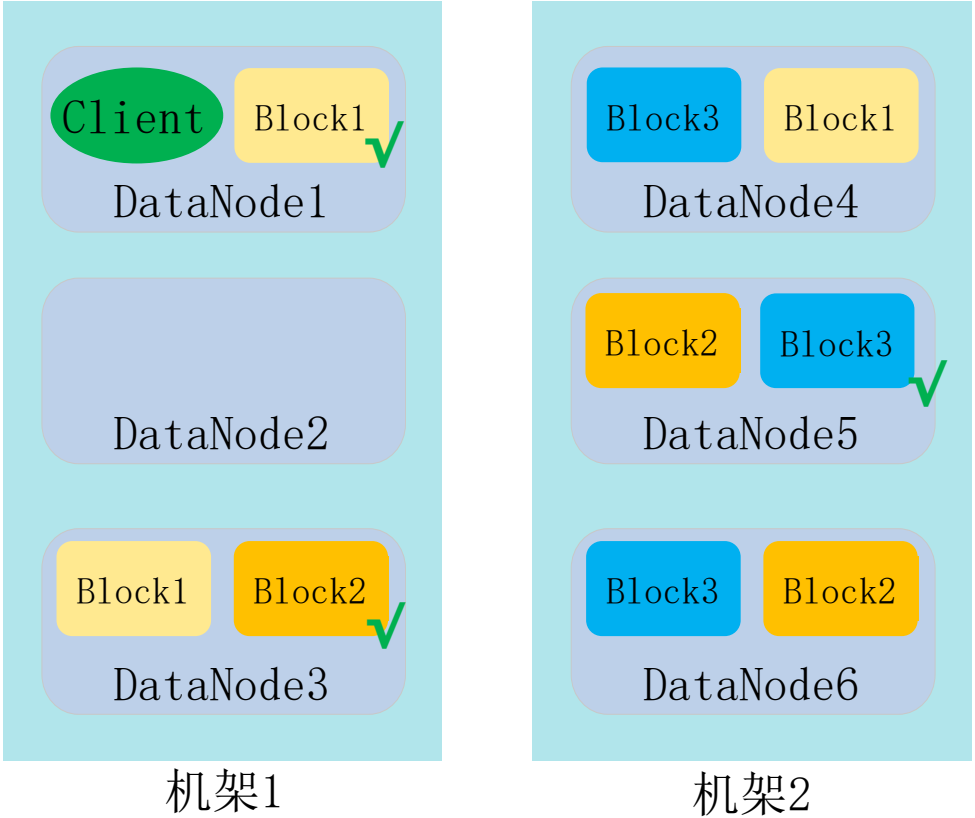 Client Block1
√
DataNode1
DataNode2
Block1 Block2
√
DataNode3
机架1
Block3 Block1
DataNode4
Block2 Block3
√
DataNode5
Block3 Block2
DataNode6
机架2